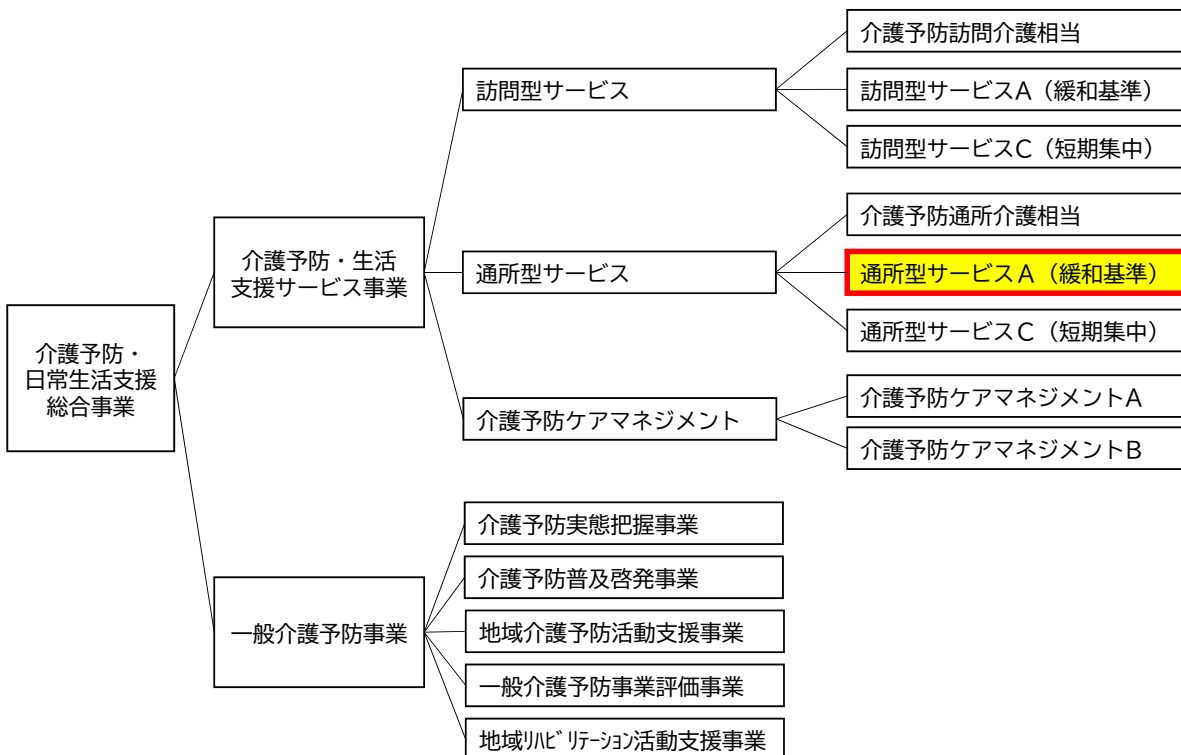 介護予防・
日常生活支援
総合事業
介護予防・生活
支援サービス事業
訪問型サービス
介護予防訪問介護相当
訪問型サービスA（緩和基準）
訪問型サービスC（短期集中）
通所型サービス
介護予防通所介護相当
通所型サービスA（緩和基準）
通所型サービスC（短期集中）
介護予防ケアマネジメント
介護予防ケアマネジメントA
介護予防ケアマネジメントB
一般介護予防事業
介護予防実態把握事業
介護予防普及啓発事業
地域介護予防活動支援事業
一般介護予防事業評価事業
地域ﾘﾊﾋﾞﾘﾃｰｼｮﾝ活動支援事業